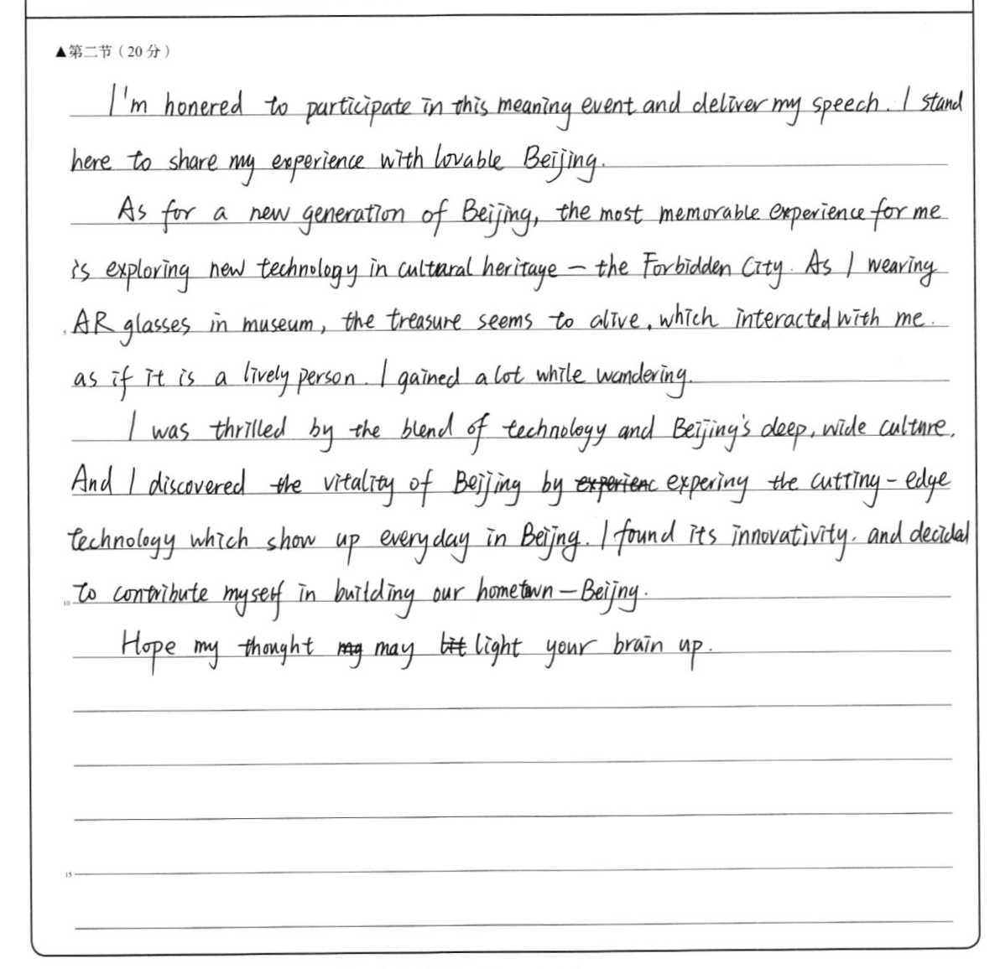 ▲第二节（20 分）
I'm honered to participate in this meaning event and deliver my speech. I stand
here to share my experience with lovable Beijing.
As for a new generation of Beijing, the most memorable experience for me
is exploring new technology in cultural heritage — the Forbidden City. As I wearing
AR glasses in museum, the treasure seems to alive, which interacted with me.
as if it is a lively person. I gained a lot while wandering.
I was thrilled by the blend of technology and Beijing's deep, wide culture.
And I discovered the vitality of Beijing by experienc expering the cutting-edge
technology which show up everyday in Beijng. I found its innovativity. and decided
10 to contribute myself in building our hometown — Beijng.
Hope my thought my may lit light your brain up.
15